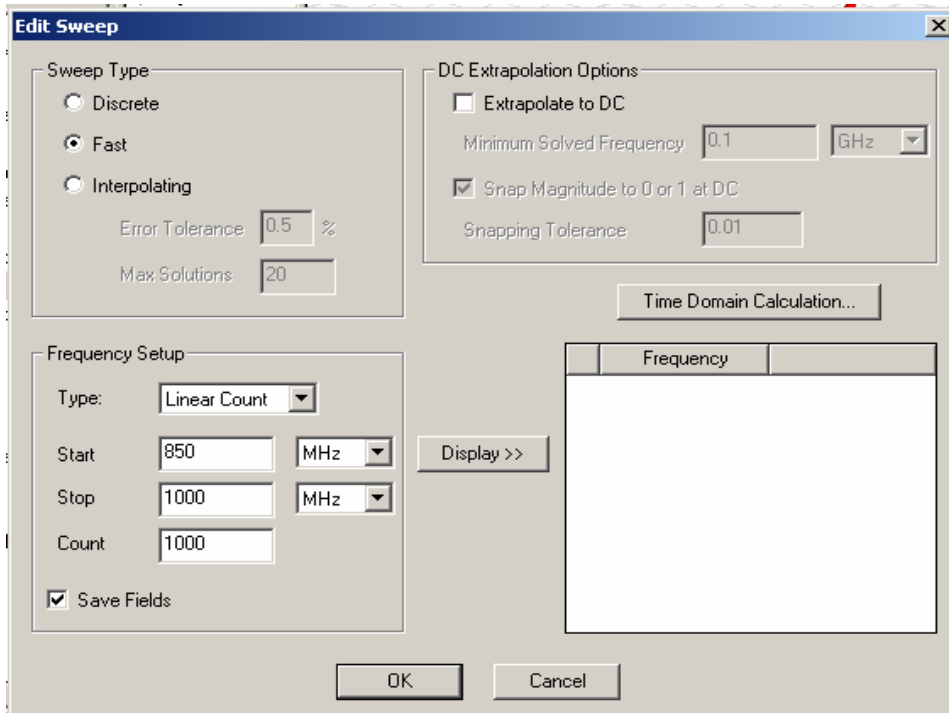 Edit Sweep
Sweep Type
Discrete
Fast
Interpolating
Error Tolerance 0.5 %
Max Solutions 20
DC Extrapolation Options
Extrapolate to DC
Minimum Solved Frequency 0.1 GHz
Snap Magnitude to 0 or 1 at DC
Snapping Tolerance 0.01
Time Domain Calculation...
Frequency Setup
Type: Linear Count
Start 850 MHz
Stop 1000 MHz
Count 1000
Save Fields
Display >>
Frequency
OK
Cancel